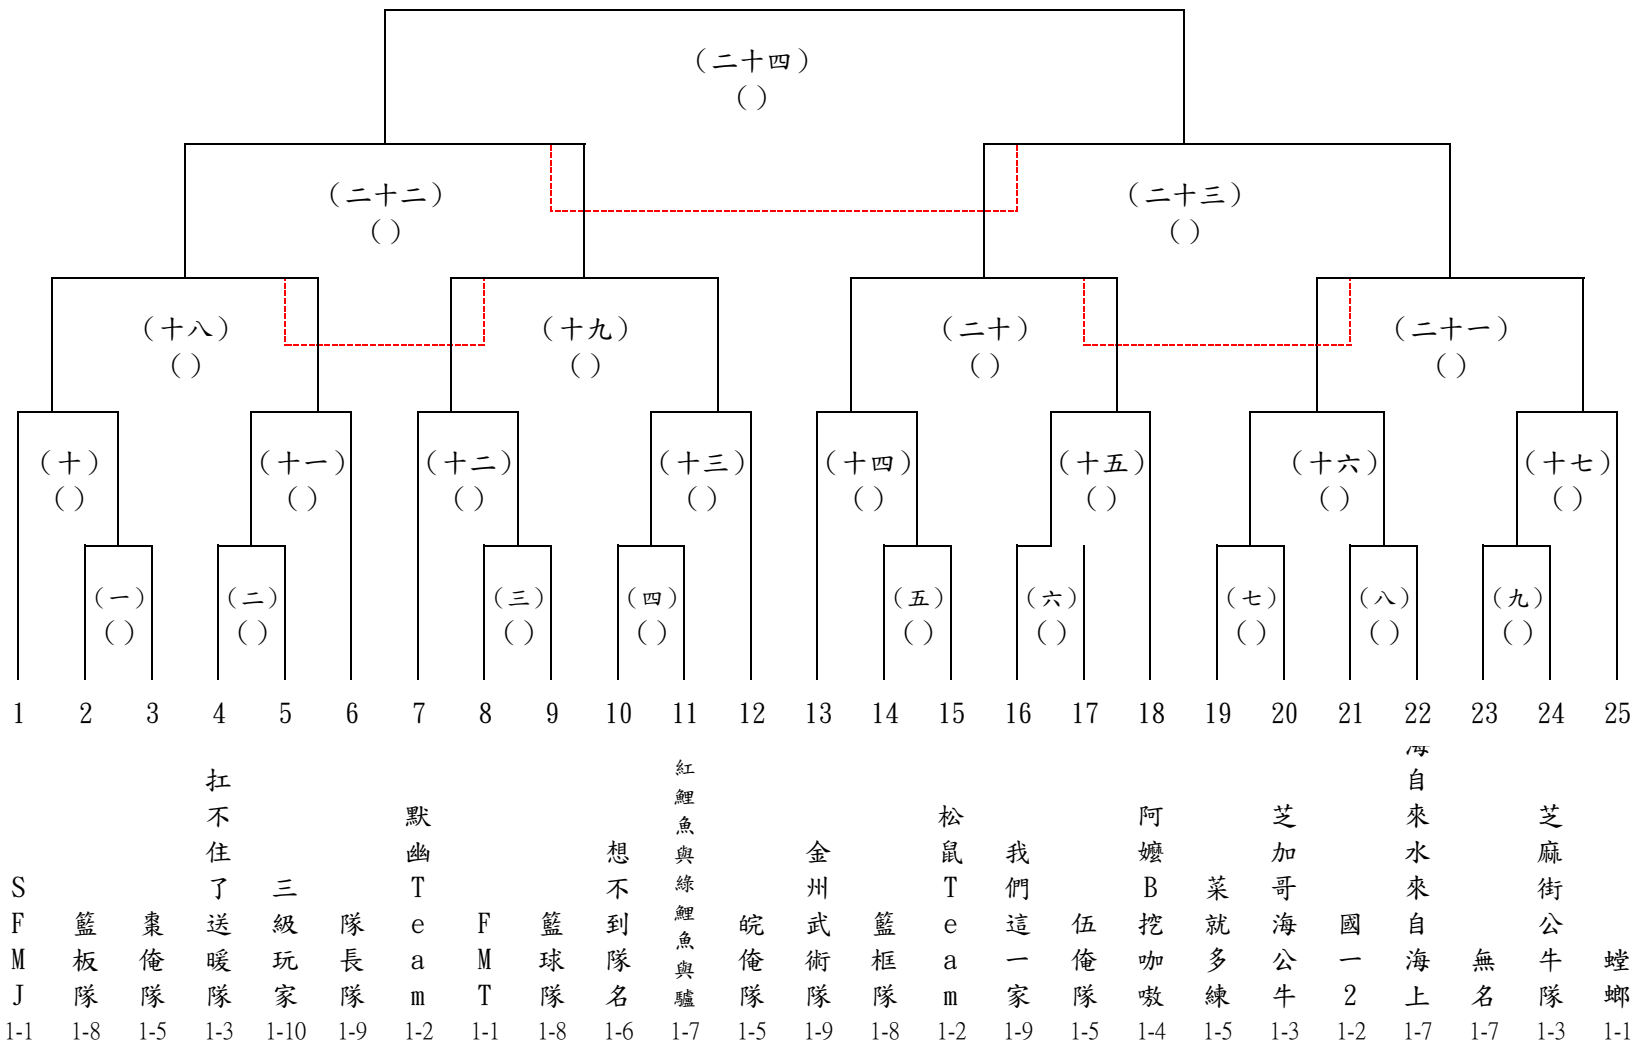 （二十四）
（）
（二十二）
（）
（二十三）
（）
（十八）
（）
（十九）
（）
（二十）
（）
（二十一）
（）
（十）
（）
（十一）
（）
（十二）
（）
（十三）
（）
（十四）
（）
（十五）
（）
（十六）
（）
（十七）
（）
（一）
（）
（二）
（）
（三）
（）
（四）
（）
（五）
（）
（六）
（）
（七）
（）
（八）
（）
（九）
（）
1 2 3 4 5 6 7 8 9 10 11 12 13 14 15 16 17 18 19 20 21 22 23 24 25
SFMJ
籃板隊
棗俺隊
扛不住了送暖隊
三級玩家
隊長隊
默幽Team
FMT
籃球隊
想不到隊名
紅鯉魚與綠鯉魚與驢
皖俺隊
金州武術隊
籃框隊
松鼠Team
我們這一家
伍俺隊
阿嬤B挖咖嗷
菜就多練
芝加哥海公牛
國一2
海自來水來自海上
無名
芝麻街公牛隊
螳螂
1-1 1-8 1-5 1-3 1-10 1-9 1-2 1-1 1-8 1-6 1-7 1-5 1-9 1-8 1-2 1-9 1-5 1-4 1-5 1-3 1-2 1-7 1-7 1-3 1-1